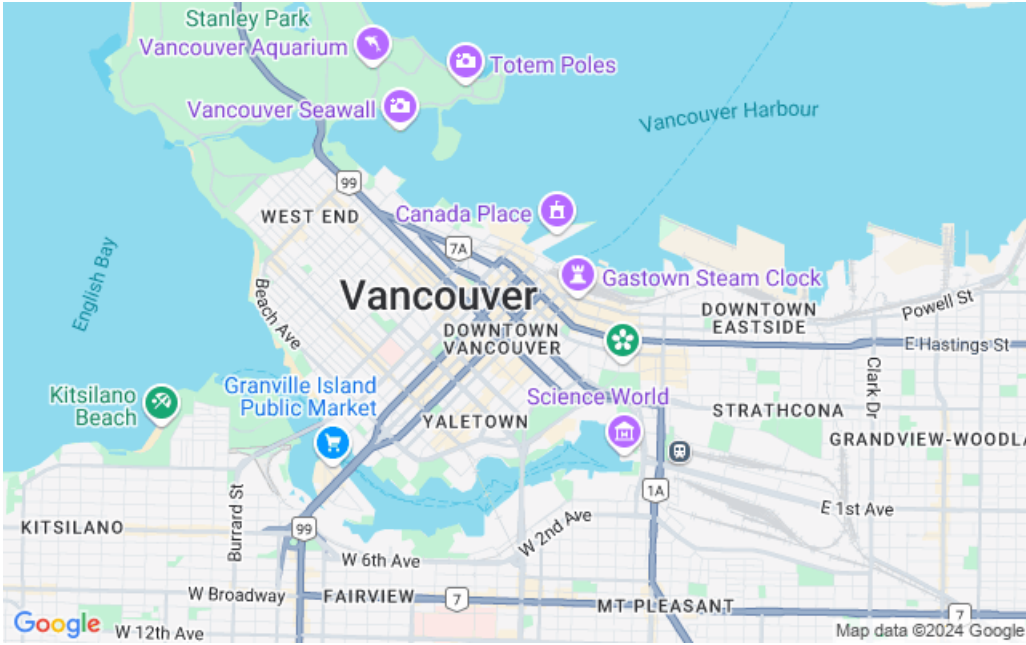 Stanley Park
Vancouver Aquarium
Totem Poles
Vancouver Seawall
Vancouver Harbour
99
WEST END
Canada Place
7A
English Bay
Gastown Steam Clock
Beach Ave
Vancouver
DOWNTOWN
VANCOUVER
DOWNTOWN
EASTSIDE
Powell St
E Hastings St
Kitsilano
Beach
Granville Island
Public Market
Science World
Clark Dr
YALETOWN
STRATHCONA
GRANDVIEW-WOODLA
1A
E 1st Ave
KITSILANO
Burrard St
99
W 2nd Ave
W 6th Ave
W Broadway
FAIRVIEW
7
MT PLEASANT
7
Google
W 12th Ave
Map data ©2024 Google